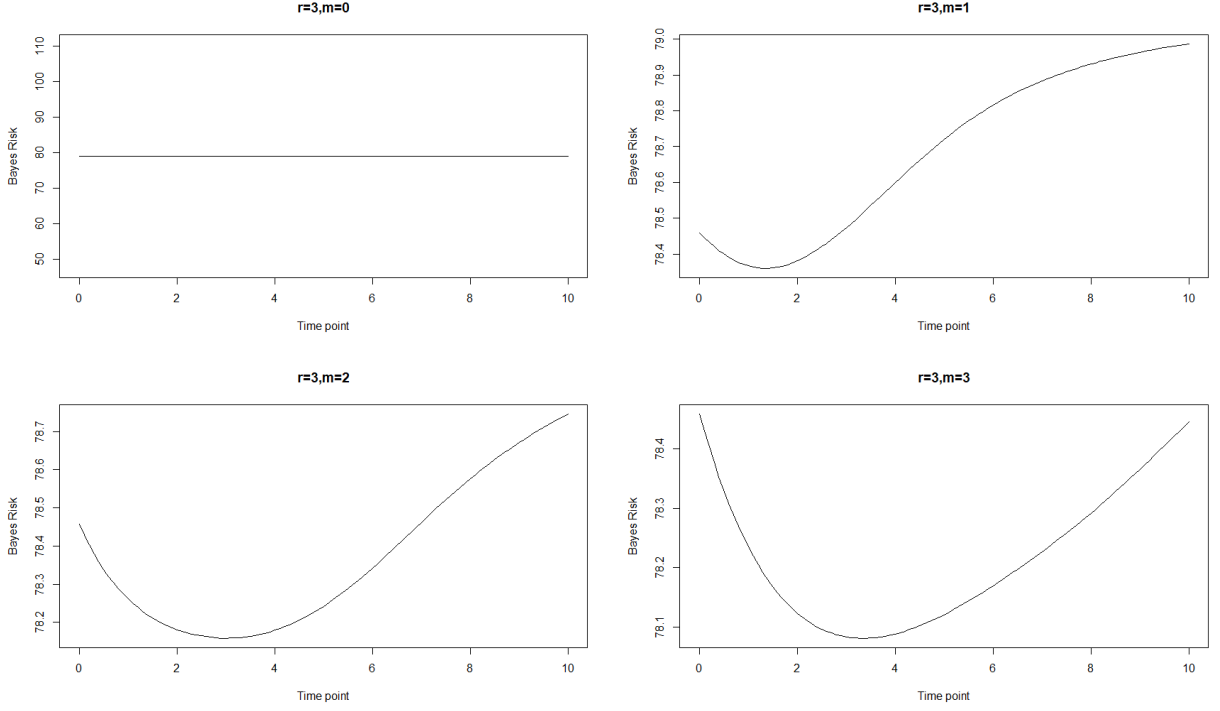 r=3,m=0
Bayes Risk
110
100
90
80
70
60
50
0 2 4 6 8 10
Time point
r=3,m=1
Bayes Risk
79.0
78.9
78.8
78.7
78.6
78.5
78.4
0 2 4 6 8 10
Time point
r=3,m=2
Bayes Risk
78.7
78.6
78.5
78.4
78.3
78.2
0 2 4 6 8 10
Time point
r=3,m=3
Bayes Risk
78.4
78.3
78.2
78.1
0 2 4 6 8 10
Time point